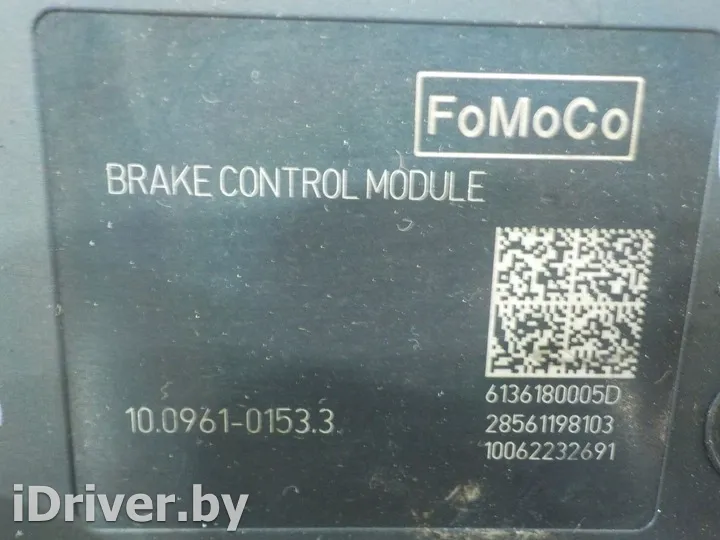 FoMoCo
BRAKE CONTROL MODULE
6136180005D
10.0961-0153.3
28561198103
10062232691
iDriver.by